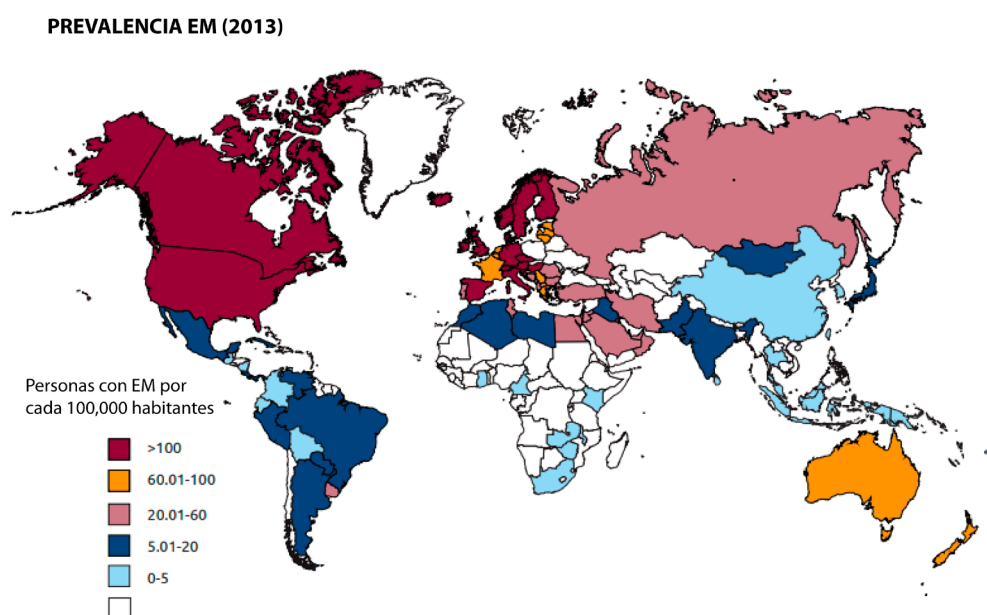 PREVALENCIA EM (2013)
Personas con EM por
cada 100,000 habitantes
>100
60.01-100
20.01-60
5.01-20
0-5